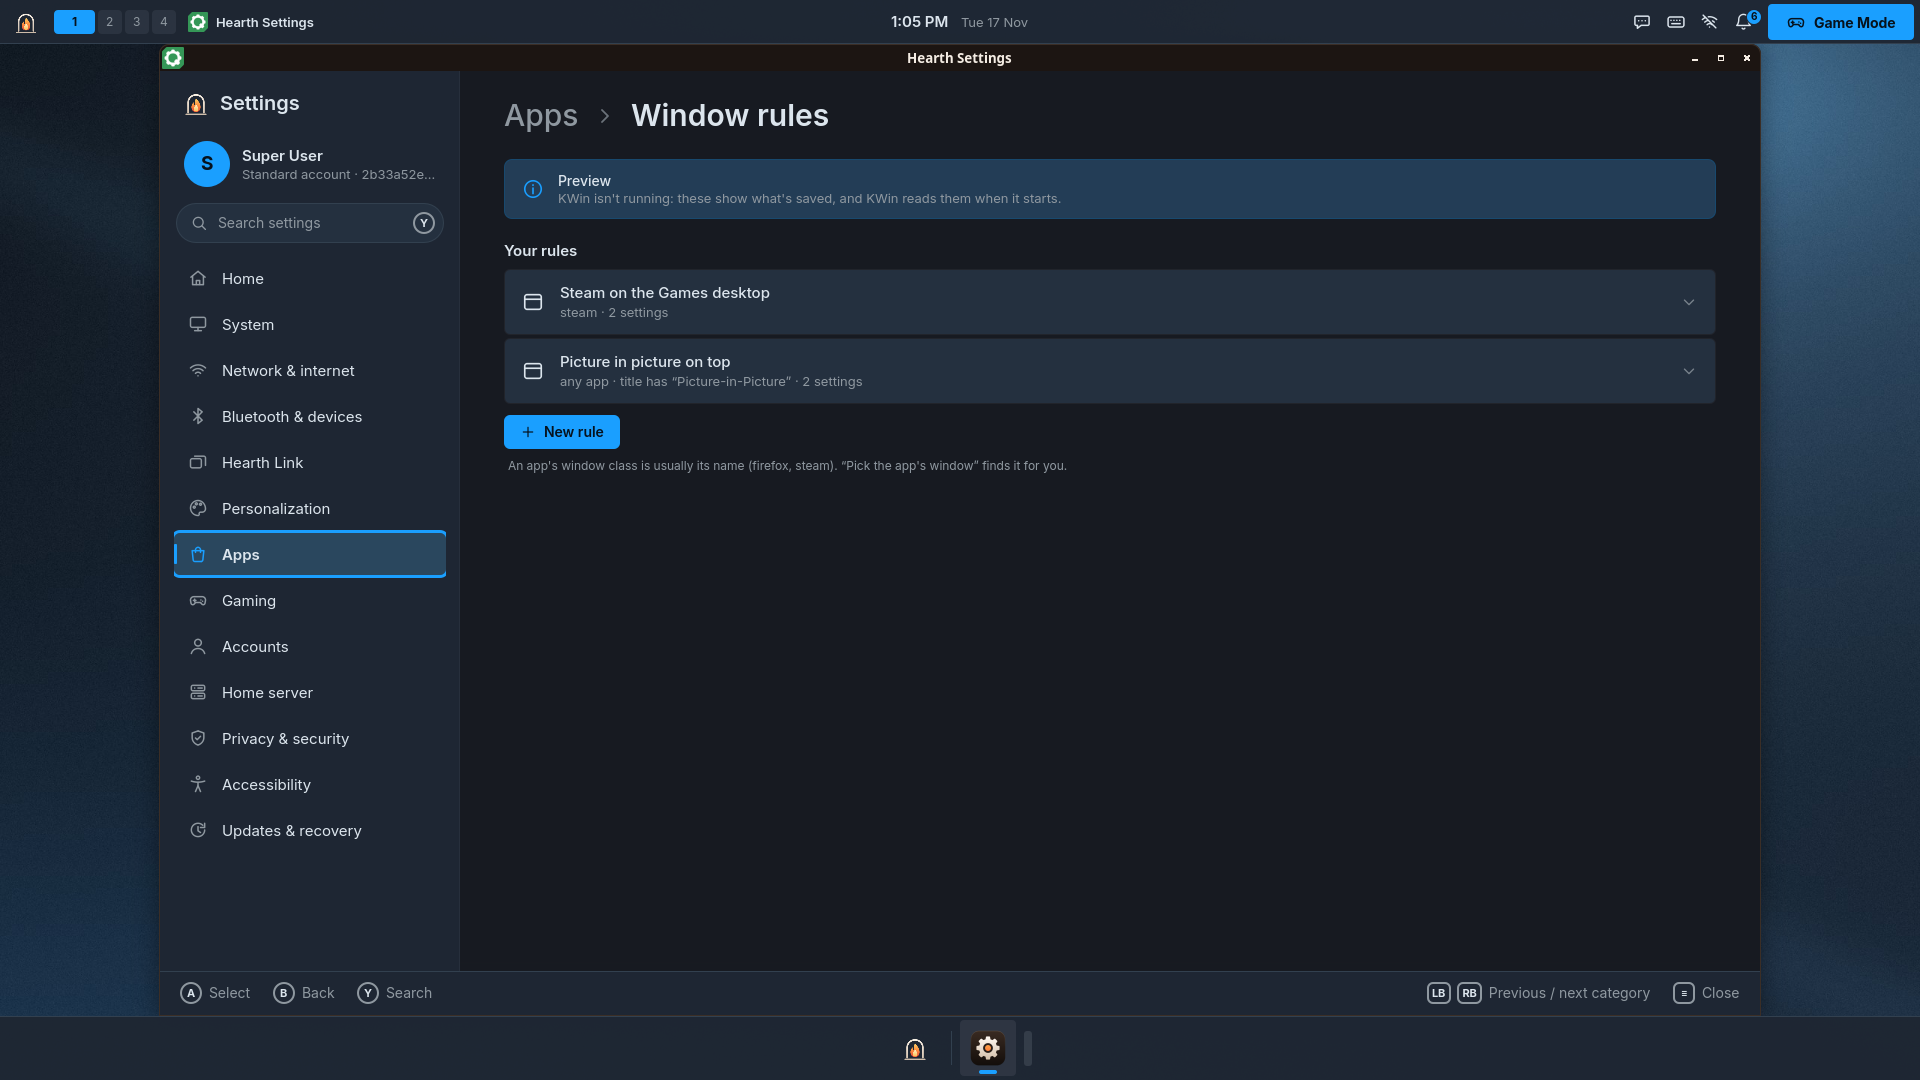 1 2 3 4 Hearth Settings
1:05 PM Tue 17 Nov
6
Game Mode
Hearth Settings
Settings
S
Super User
Standard account · 2b33a52e...
Search settings Y
Home
System
Network & internet
Bluetooth & devices
Hearth Link
Personalization
Apps
Gaming
Accounts
Home server
Privacy & security
Accessibility
Updates & recovery
Apps > Window rules
Preview
KWin isn't running: these show what's saved, and KWin reads them when it starts.
Your rules
Steam on the Games desktop
steam · 2 settings
Picture in picture on top
any app · title has “Picture-in-Picture” · 2 settings
+ New rule
An app's window class is usually its name (firefox, steam). “Pick the app's window” finds it for you.
A Select B Back Y Search
LB RB Previous / next category ≡ Close